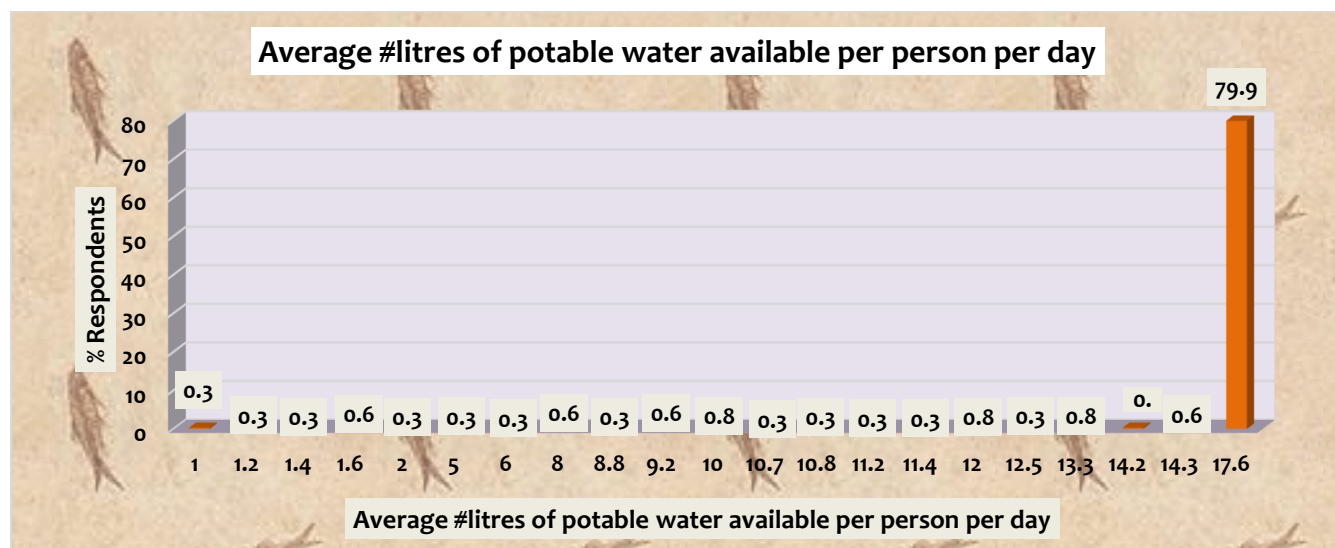 Average #litres of potable water available per person per day
79.9
80
70
60
50
40
30
20
10
0
% Respondents
0.3 0.3 0.3 0.6 0.3 0.3 0.3 0.6 0.3 0.6 0.8 0.3 0.3 0.3 0.3 0.8 0.3 0.8 0. 0.6
1 1.2 1.4 1.6 2 5 6 8 8.8 9.2 10 10.7 10.8 11.2 11.4 12 12.5 13.3 14.2 14.3 17.6
Average #litres of potable water available per person per day